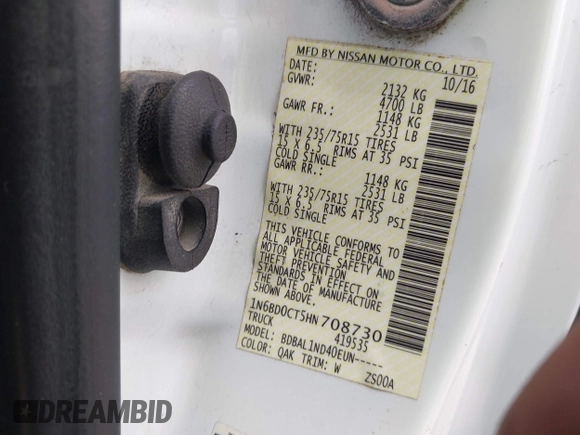 MFD BY NISSAN MOTOR CO., LTD.
DATE: 10/16
GVWR: 2132 KG
4700 LB
GAWR FR.: 1148 KG
2531 LB
WITH 235/75R15 TIRES
15 X 6.5 RIMS AT 35 PSI
COLD SINGLE
GAWR RR.: 1148 KG
2531 LB
WITH 235/75R15 TIRES
15 X 6.5 RIMS AT 35 PSI
COLD SINGLE
THIS VEHICLE CONFORMS TO
ALL APPLICABLE FEDERAL
MOTOR VEHICLE SAFETY AND
THEFT PREVENTION
STANDARDS IN EFFECT ON
THE DATE OF MANUFACTURE
SHOWN ABOVE.
1N6BD0CT5HN708730
TRUCK 419535
MODEL: BDBAL1ND40EUN-----
COLOR: QAK TRIM: W ZS00A
DREAMBID